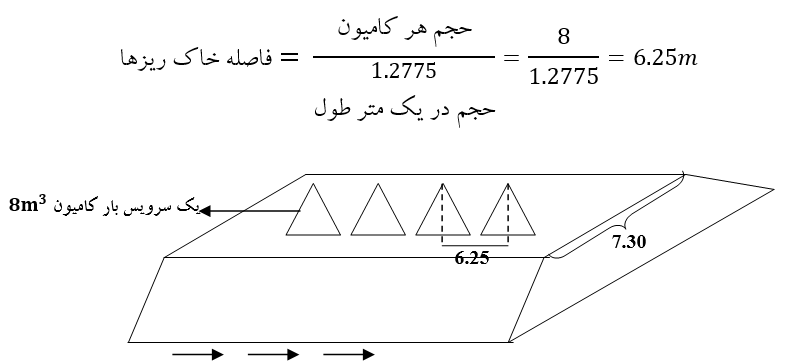 فاصله خاک ریزها = حجم هر کامیون / 1.2775 = 8 / 1.2775 = 6.25m
حجم در یک متر طول
یک سرویس بار کامیون 8m³
6.25
7.30